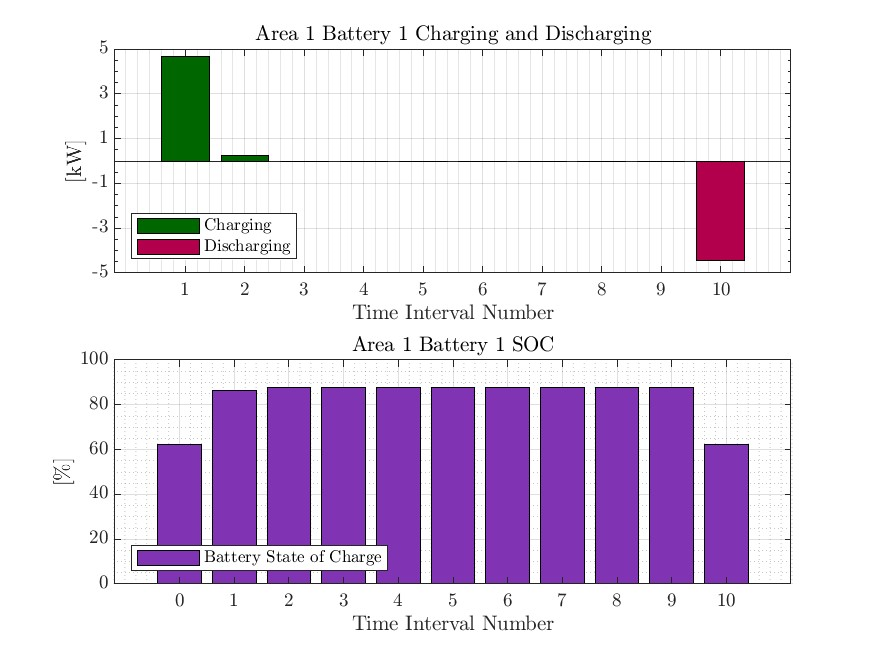 Area 1 Battery 1 Charging and Discharging
5
3
1
-1
-3
-5
[kW]
Charging
Discharging
1 2 3 4 5 6 7 8 9 10
Time Interval Number
Area 1 Battery 1 SOC
100
80
60
40
20
0
[%]
Battery State of Charge
0 1 2 3 4 5 6 7 8 9 10
Time Interval Number